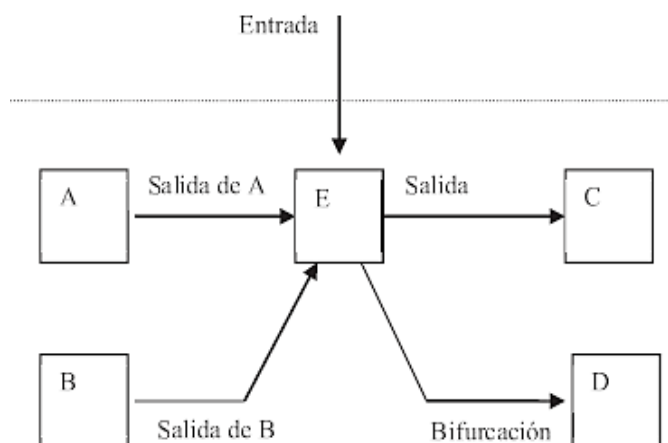 Entrada
A
Salida de A
E
Salida
C
B
Salida de B
Bifurcación
D